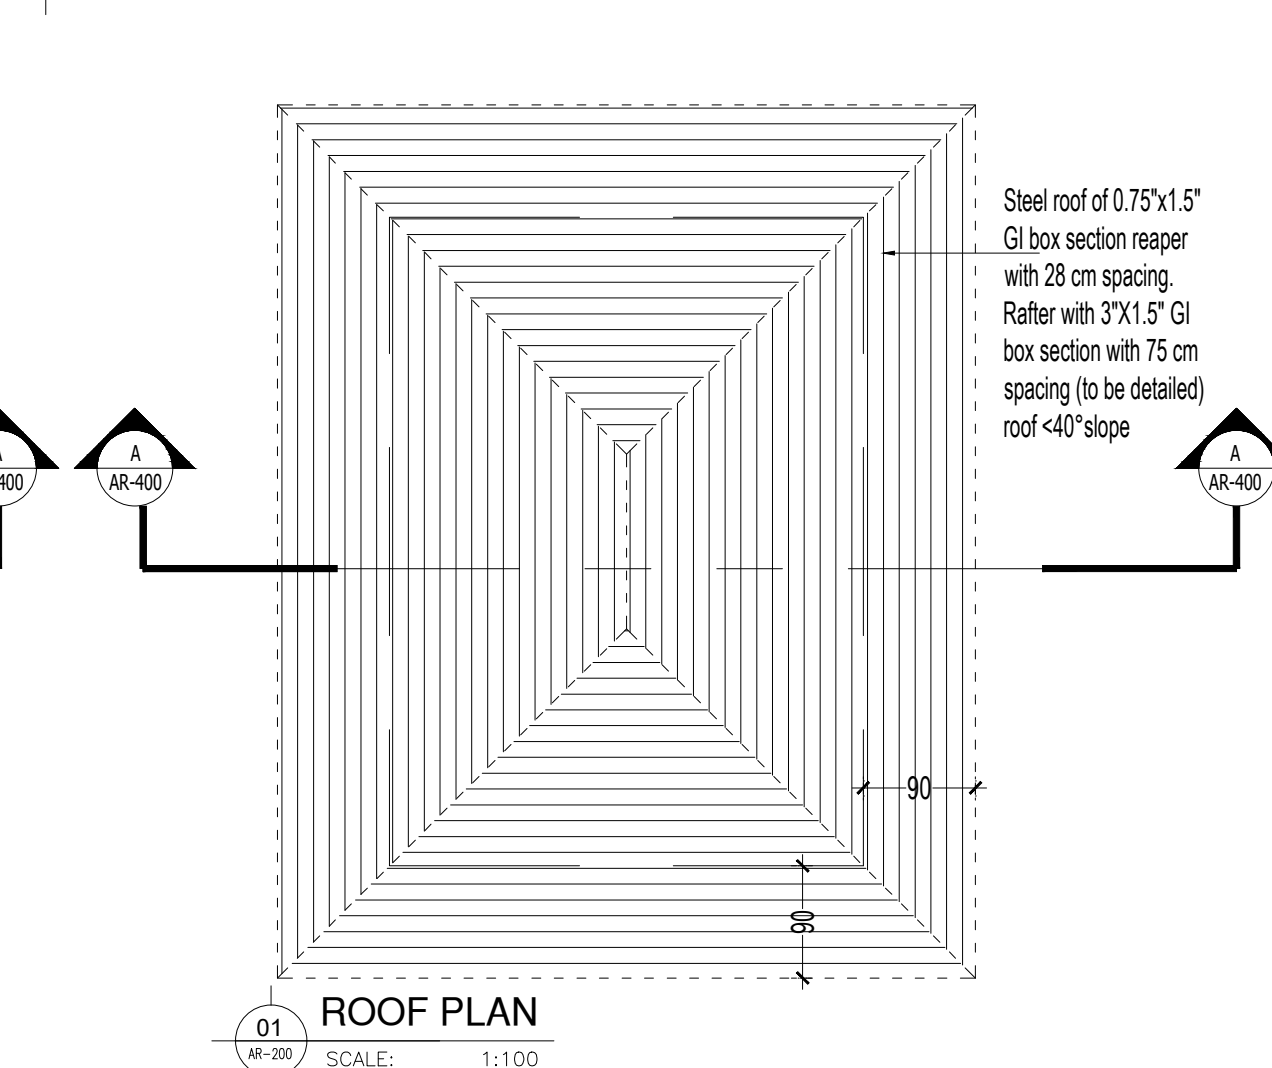 Steel roof of 0.75"x1.5"
GI box section reaper
with 28 cm spacing.
Rafter with 3"X1.5" GI
box section with 75 cm
spacing (to be detailed)
roof <40° slope
A
400
A
AR-400
A
AR-400
90
90
01
AR-200
ROOF PLAN
SCALE: 1:100